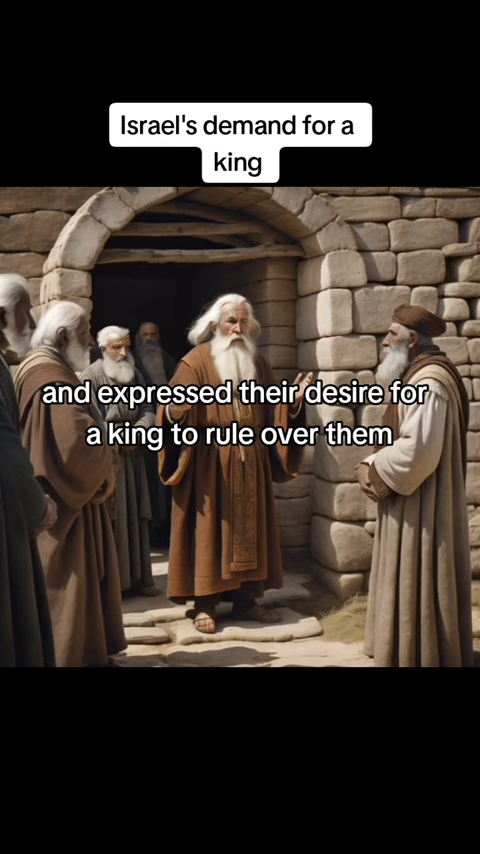 Israel's demand for a
king
and expressed their desire for
a king to rule over them